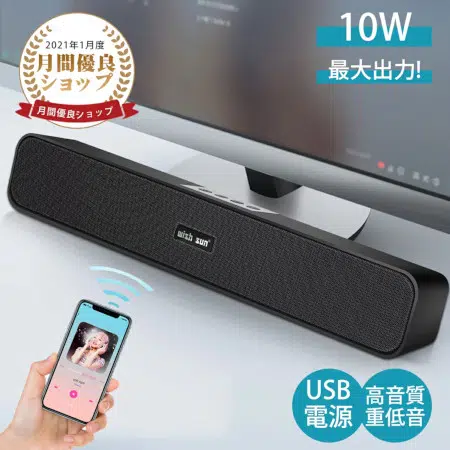 2021年1月度
月間優良
ショップ
月間優良ショップ
10W
最大出力!
wish sun
USB
電源
高音質
重低音